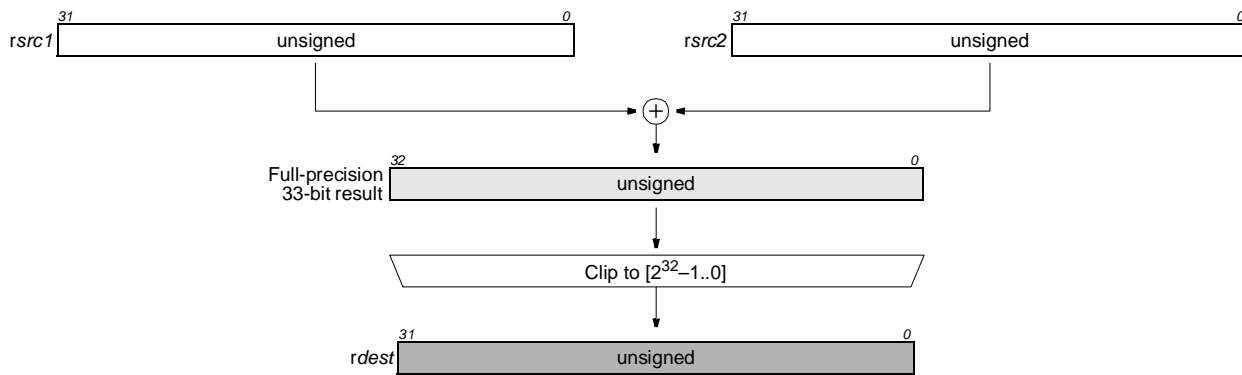 31 0 31 0
rsrc1 unsigned rsrc2 unsigned
+
32 0
Full-precision
33-bit result
unsigned
Clip to [2^32–1..0]
31 0
rdest unsigned